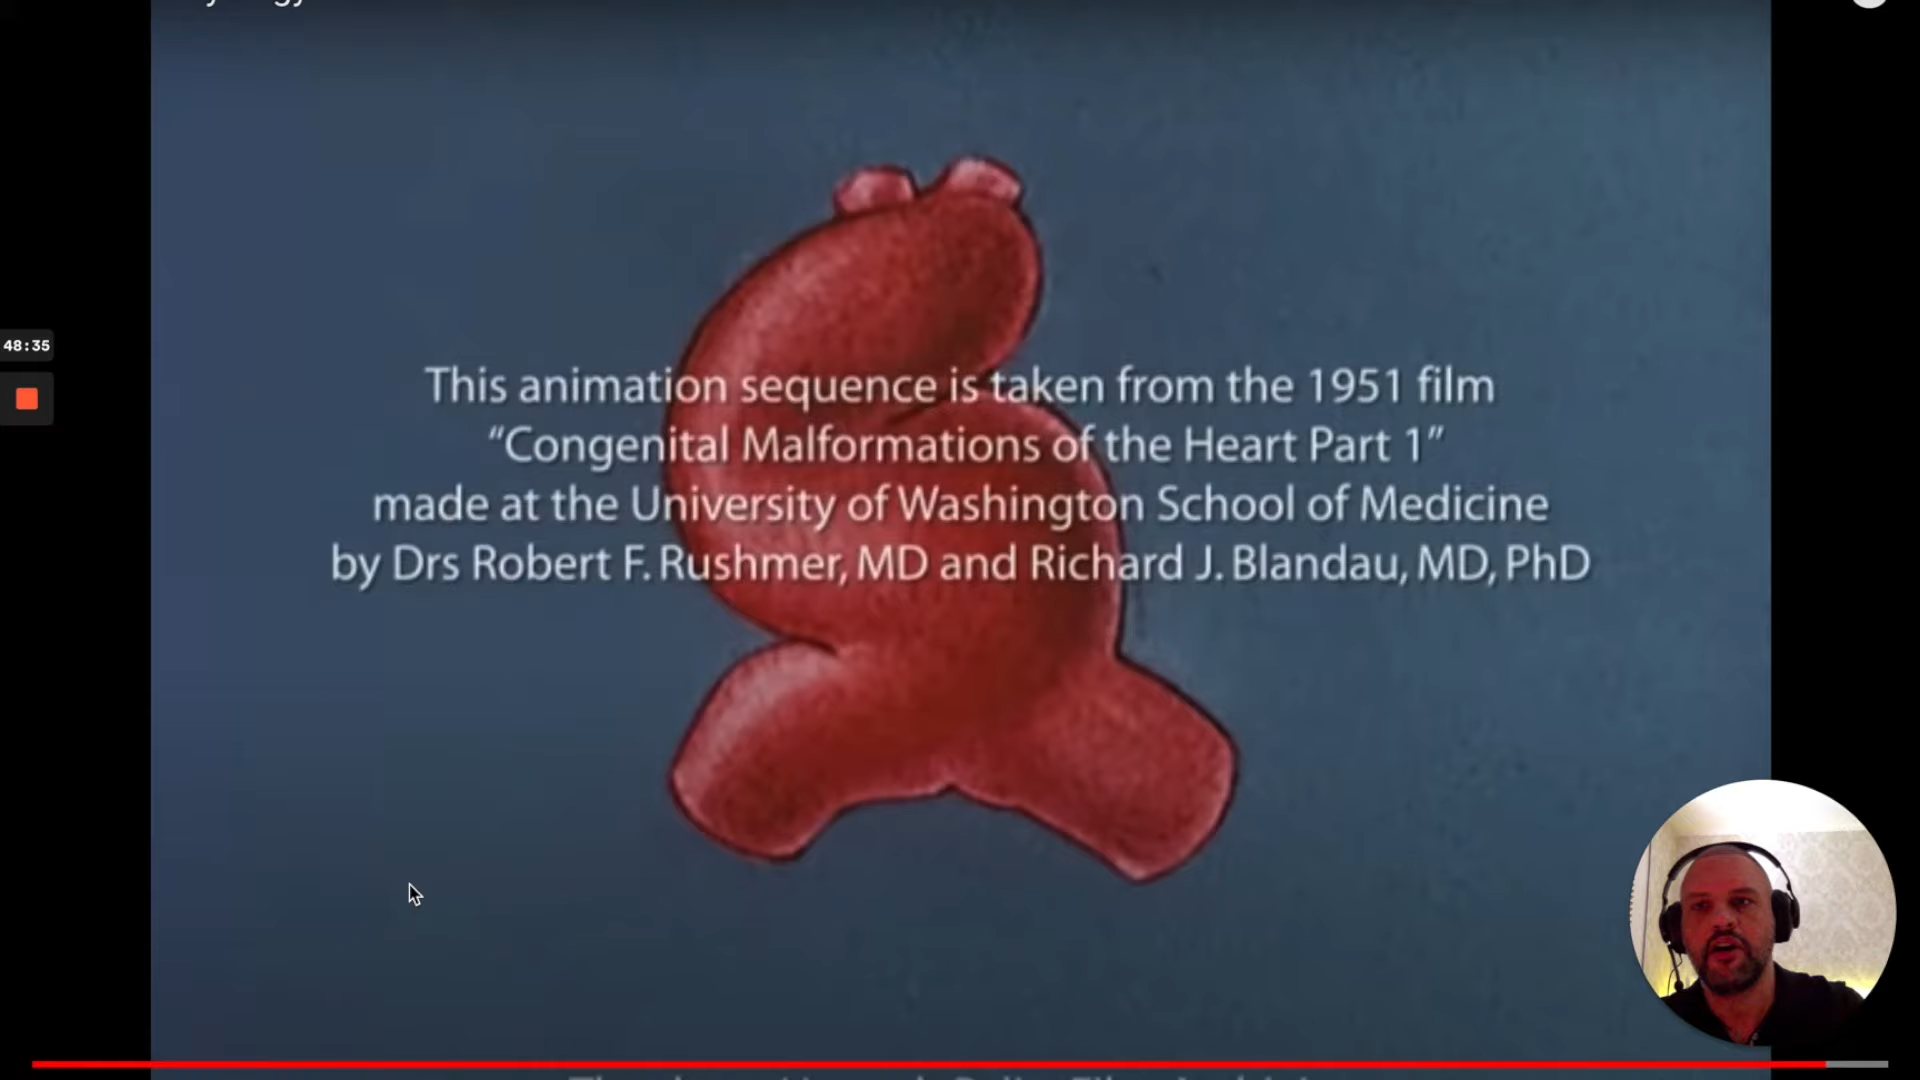 48:35
This animation sequence is taken from the 1951 film
“Congenital Malformations of the Heart Part 1”
made at the University of Washington School of Medicine
by Drs Robert F. Rushmer, MD and Richard J. Blandau, MD, PhD